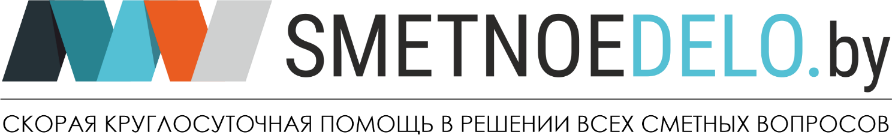 SMETNOEDELO.by
СКОРАЯ КРУГЛОСУТОЧНАЯ ПОМОЩЬ В РЕШЕНИИ ВСЕХ СМЕТНЫХ ВОПРОСОВ